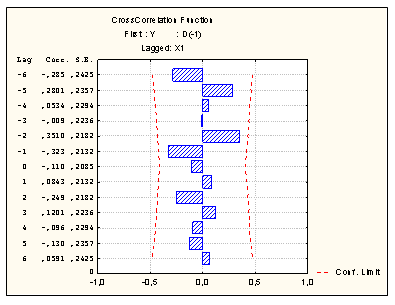 CrossCorrelation Function
First : Y : D(-1)
Lagged: X1
Lag Corr. S.E.
-6 -,285 ,2425
-5 ,2801 ,2357
-4 ,0534 ,2294
-3 -,009 ,2236
-2 ,3510 ,2182
-1 -,323 ,2132
0 -,110 ,2085
1 ,0843 ,2132
2 -,249 ,2182
3 ,1201 ,2236
4 -,096 ,2294
5 -,130 ,2357
6 ,0591 ,2425
0
-1,0 -0,5 0,0 0,5 1,0
Conf. Limit